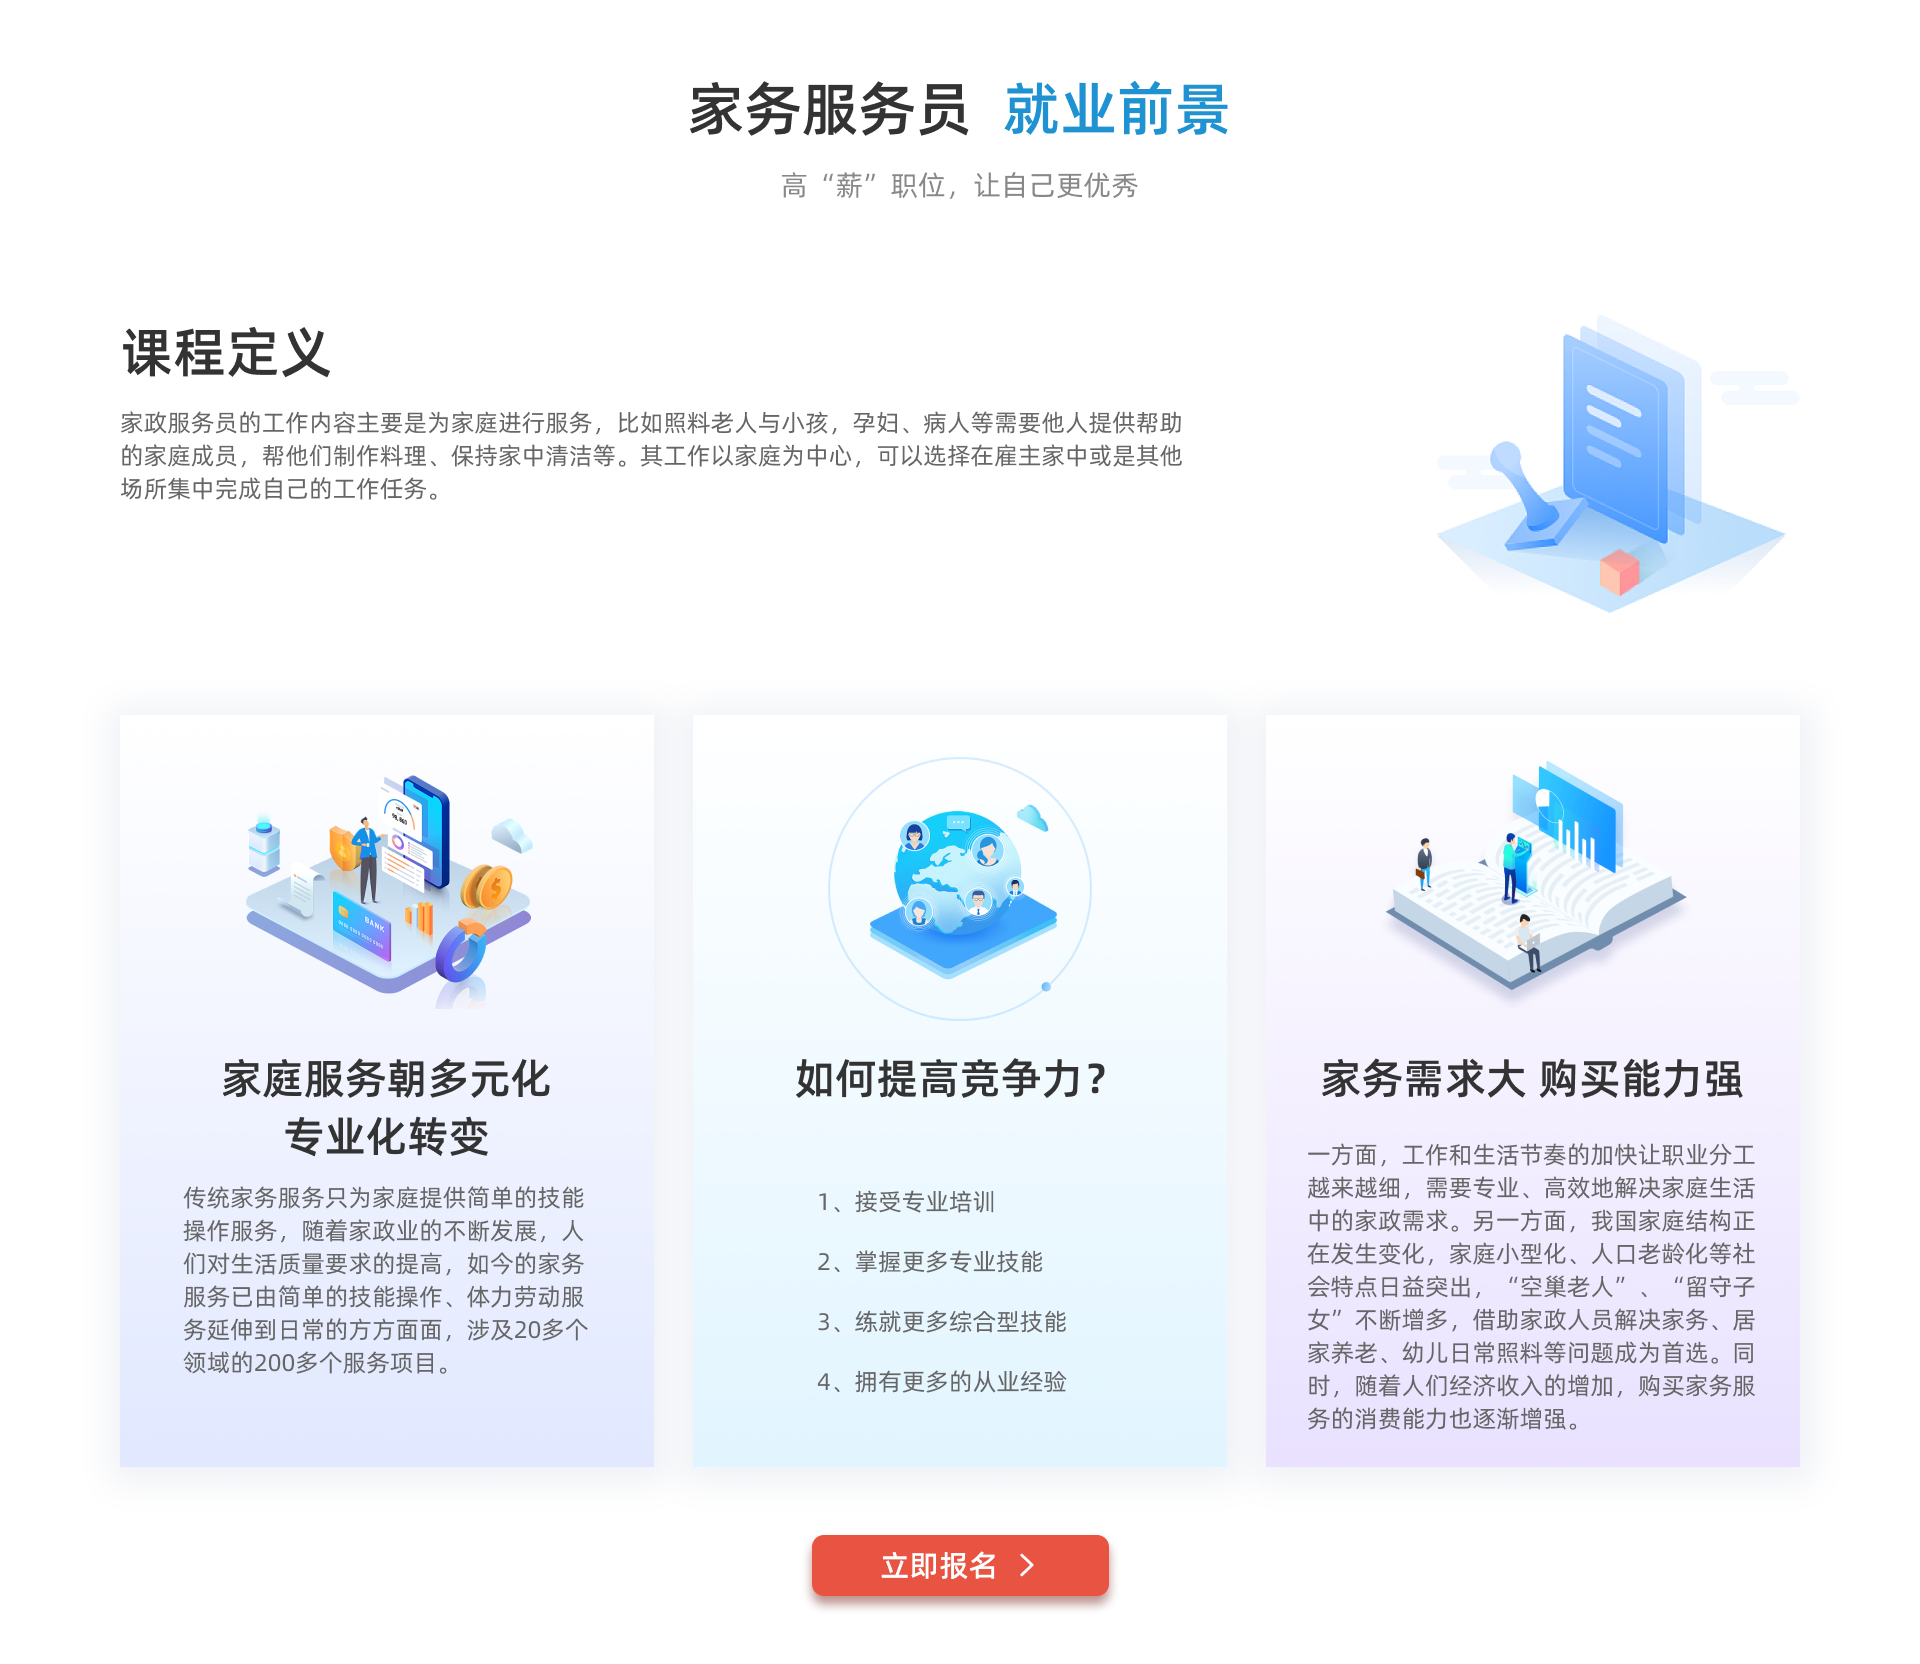 家务服务员 就业前景
高“薪”职位，让自己更优秀
课程定义
家政服务员的工作内容主要是为家庭进行服务，比如照料老人与小孩，孕妇、病人等需要他人提供帮助
的家庭成员，帮他们制作料理、保持家中清洁等。其工作以家庭为中心，可以选择在雇主家中或是其他
场所集中完成自己的工作任务。
BANK
家庭服务朝多元化
专业化转变
传统家务服务只为家庭提供简单的技能
操作服务，随着家政业的不断发展，人
们对生活质量要求的提高，如今的家务
服务已由简单的技能操作、体力劳动服
务延伸到日常的方方面面，涉及20多个
领域的200多个服务项目。
如何提高竞争力？
1、接受专业培训
2、掌握更多专业技能
3、练就更多综合型技能
4、拥有更多的从业经验
家务需求大 购买能力强
一方面，工作和生活节奏的加快让职业分工
越来越细，需要专业、高效地解决家庭生活
中的家政需求。另一方面，我国家庭结构正
在发生变化，家庭小型化、人口老龄化等社
会特点日益突出，“空巢老人”、“留守子
女”不断增多，借助家政人员解决家务、居
家养老、幼儿日常照料等问题成为首选。同
时，随着人们经济收入的增加，购买家务服
务的消费能力也逐渐增强。
立即报名